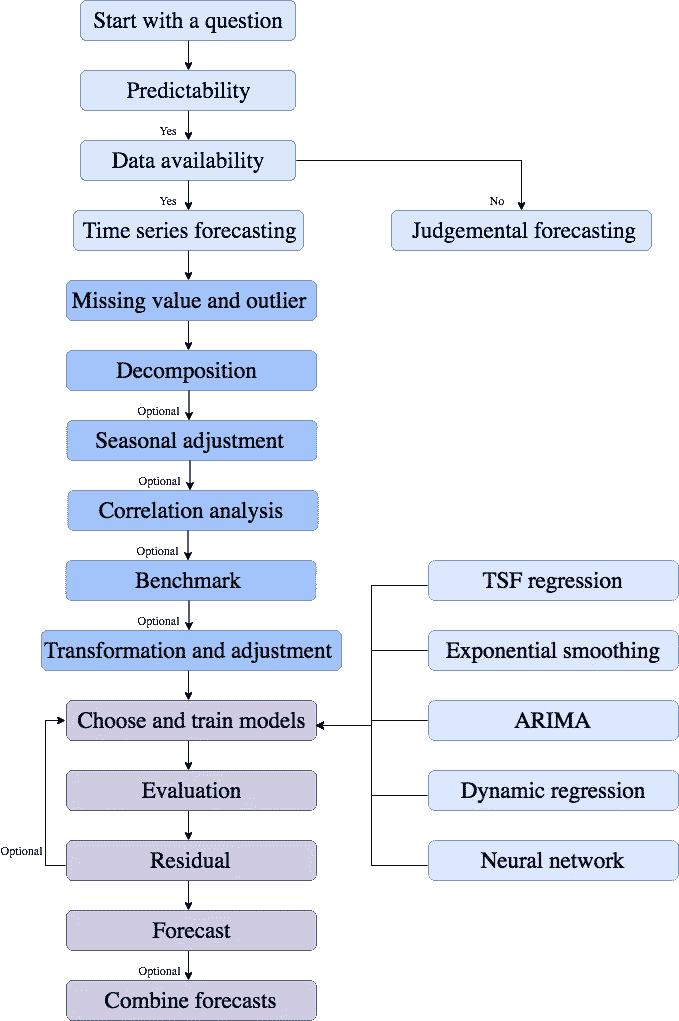 Start with a question
Predictability
Yes
Data availability
Yes
No
Time series forecasting
Judgemental forecasting
Missing value and outlier
Decomposition
Optional
Seasonal adjustment
Optional
Correlation analysis
Optional
Benchmark
TSF regression
Optional
Transformation and adjustment
Exponential smoothing
Choose and train models
ARIMA
Evaluation
Dynamic regression
Optional
Residual
Neural network
Forecast
Optional
Combine forecasts